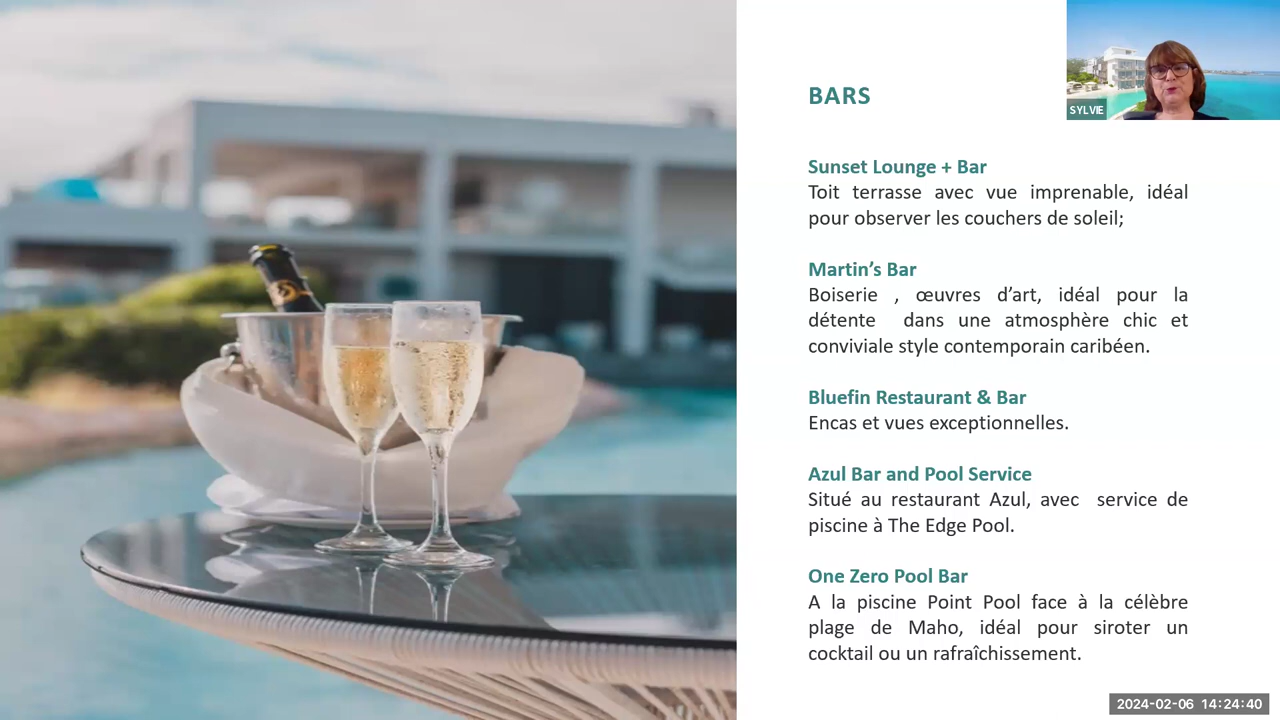 BARS
SYLVIE
Sunset Lounge + Bar
Toit terrasse avec vue imprenable, idéal
pour observer les couchers de soleil;
Martin’s Bar
Boiserie , œuvres d’art, idéal pour la
détente dans une atmosphère chic et
conviviale style contemporain caribéen.
Bluefin Restaurant & Bar
Encas et vues exceptionnelles.
Azul Bar and Pool Service
Situé au restaurant Azul, avec service de
piscine à The Edge Pool.
One Zero Pool Bar
A la piscine Point Pool face à la célèbre
plage de Maho, idéal pour siroter un
cocktail ou un rafraîchissement.
2024-02-06 14:24:40